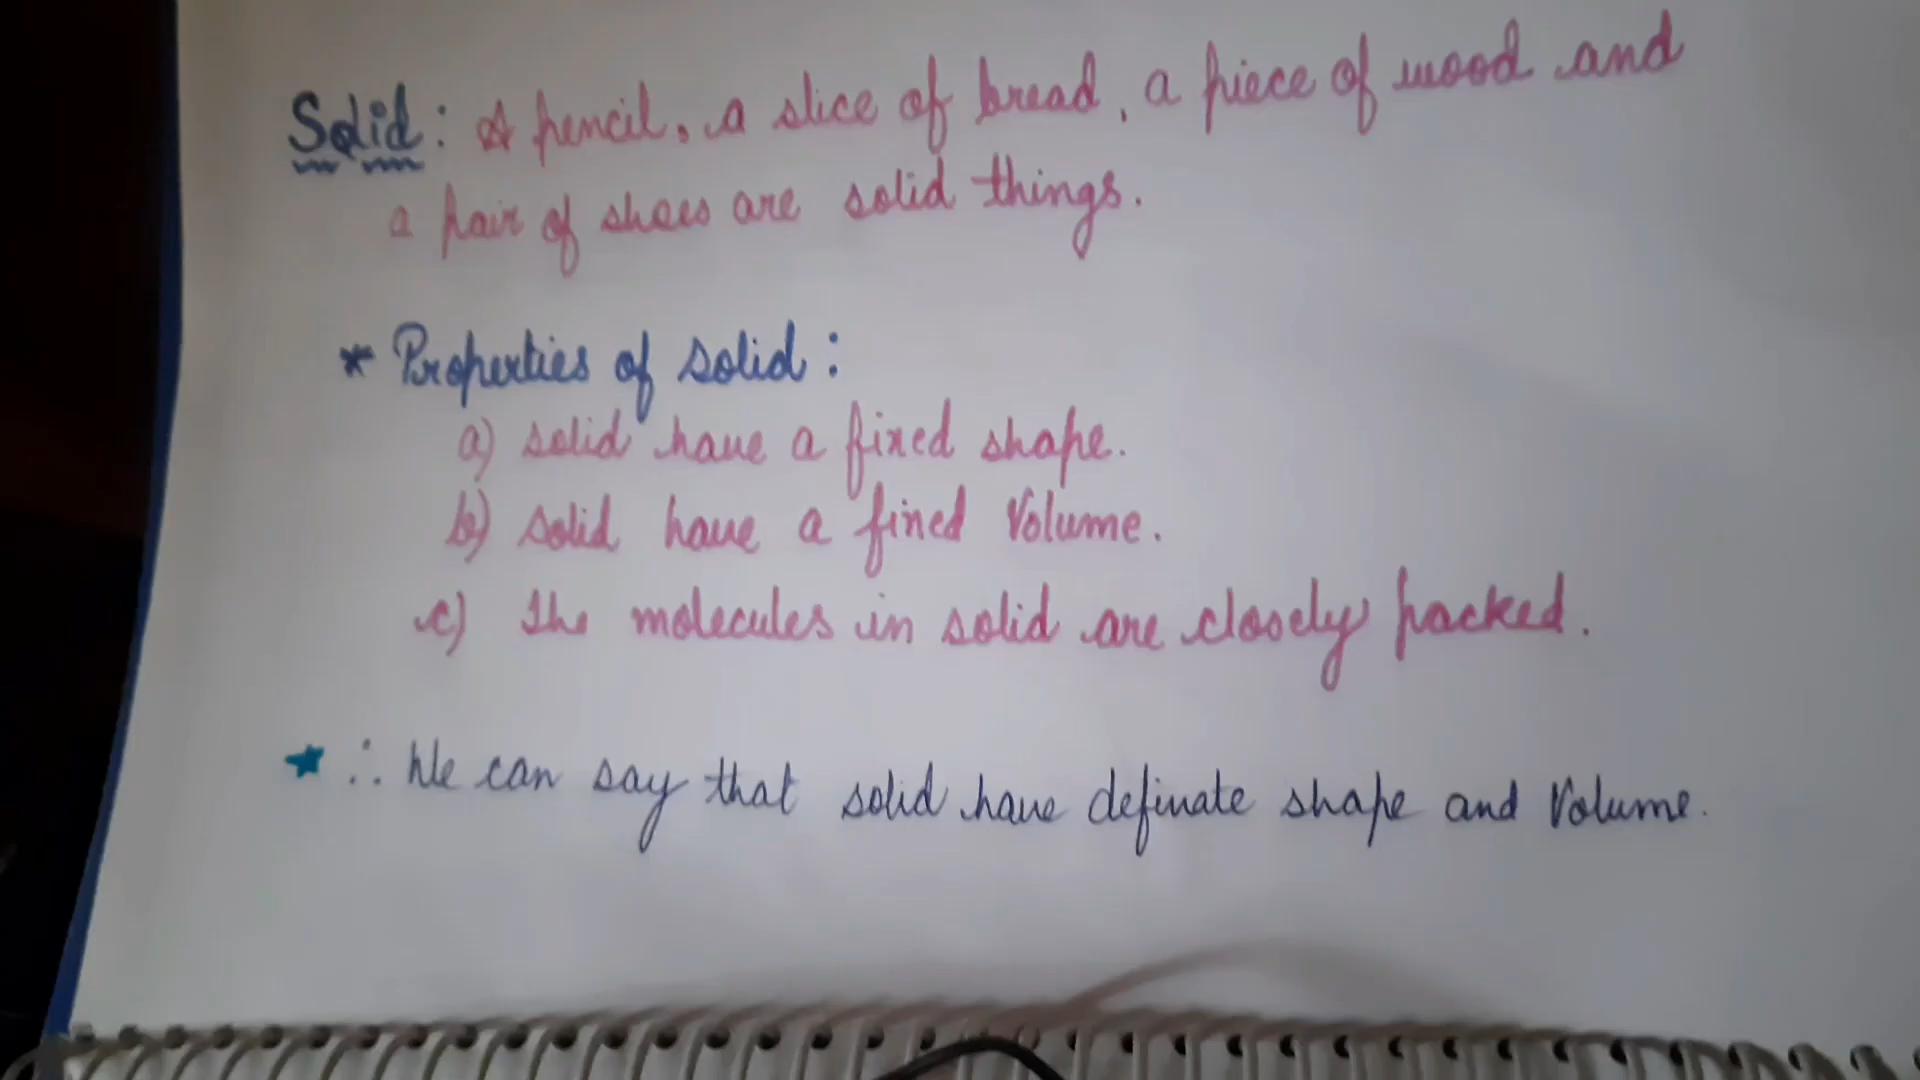 Solid: A pencil, a slice of bread, a piece of wood and
a pair of shoes are solid things.
* Properties of solid:
a) solid have a fixed shape.
b) solid have a fixed Volume.
c) The molecules in solid are closely packed.
★ ∴ We can say that solid have definate shape and Volume.